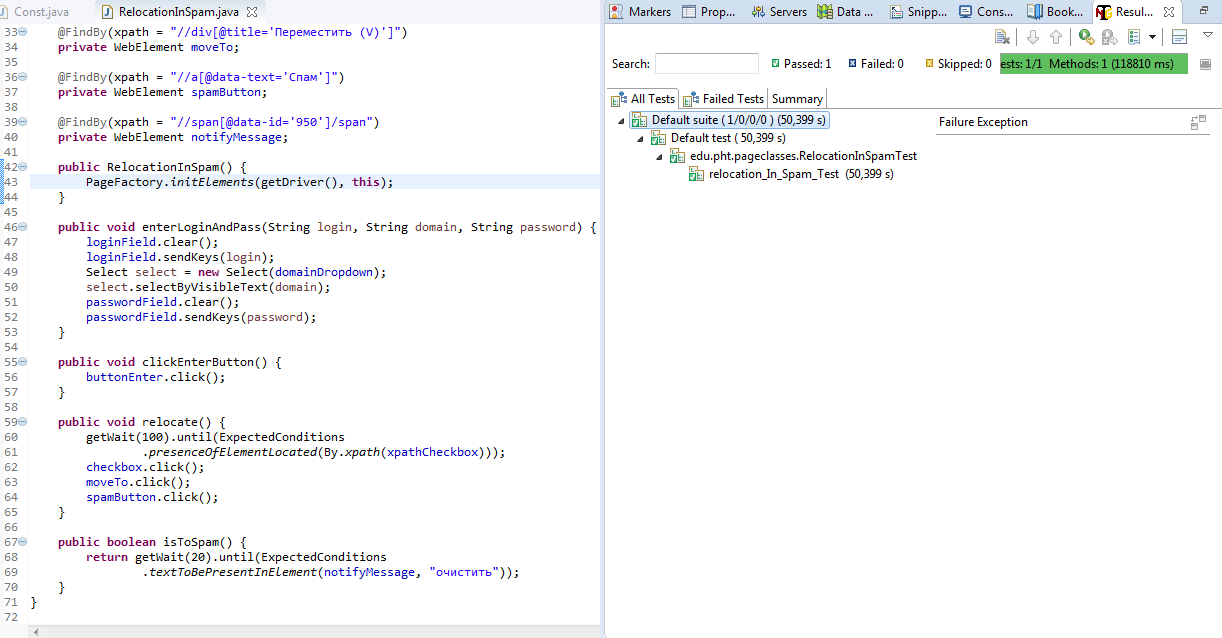 Const.java
RelocationInSpam.java
33 @FindBy(xpath = "//div[@title='Переместить (V)']")
34 private WebElement moveTo;
35
36 @FindBy(xpath = "//a[@data-text='Спам']")
37 private WebElement spamButton;
38
39 @FindBy(xpath = "//span[@data-id='950']/span")
40 private WebElement notifyMessage;
41
42 public RelocationInSpam() {
43 PageFactory.initElements(getDriver(), this);
44 }
45
46 public void enterLoginAndPass(String login, String domain, String password) {
47 loginField.clear();
48 loginField.sendKeys(login);
49 Select select = new Select(domainDropdown);
50 select.selectByVisibleText(domain);
51 passwordField.clear();
52 passwordField.sendKeys(password);
53 }
54
55 public void clickEnterButton() {
56 buttonEnter.click();
57 }
58
59 public void relocate() {
60 getWait(100).until(ExpectedConditions
61 .presenceOfElementLocated(By.xpath(xpathCheckbox)));
62 checkbox.click();
63 moveTo.click();
64 spamButton.click();
65 }
66
67 public boolean isToSpam() {
68 return getWait(20).until(ExpectedConditions
69 .textToBePresentInElement(notifyMessage, "очистить"));
70 }
71 }
72
Markers Prop... Servers Data ... Snipp... Cons... Book... Resul...
Search: Passed: 1 Failed: 0 Skipped: 0 ests: 1/1 Methods: 1 (118810 ms)
All Tests Failed Tests Summary
Default suite ( 1/0/0/0 ) (50,399 s)
Default test ( 50,399 s)
edu.pht.pageclasses.RelocationInSpamTest
relocation_In_Spam_Test (50,399 s)
Failure Exception